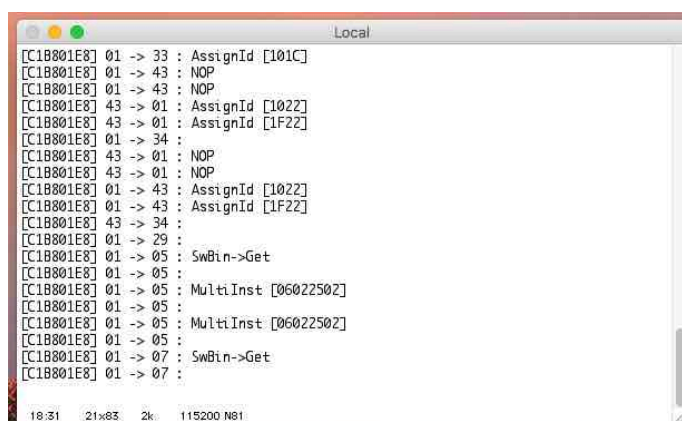 Local
[C1B801E8] 01 -> 33 : AssignId [101C]
[C1B801E8] 01 -> 43 : NOP
[C1B801E8] 01 -> 43 : NOP
[C1B801E8] 43 -> 01 : AssignId [1022]
[C1B801E8] 43 -> 01 : AssignId [1F22]
[C1B801E8] 01 -> 34 :
[C1B801E8] 43 -> 01 : NOP
[C1B801E8] 43 -> 01 : NOP
[C1B801E8] 01 -> 43 : AssignId [1022]
[C1B801E8] 01 -> 43 : AssignId [1F22]
[C1B801E8] 43 -> 34 :
[C1B801E8] 01 -> 29 :
[C1B801E8] 01 -> 05 : SwBin->Get
[C1B801E8] 01 -> 05 :
[C1B801E8] 01 -> 05 : MultiInst [06022502]
[C1B801E8] 01 -> 05 :
[C1B801E8] 01 -> 05 : MultiInst [06022502]
[C1B801E8] 01 -> 05 :
[C1B801E8] 01 -> 07 : SwBin->Get
[C1B801E8] 01 -> 07 :
18:31 21x83 2k 115200 N81